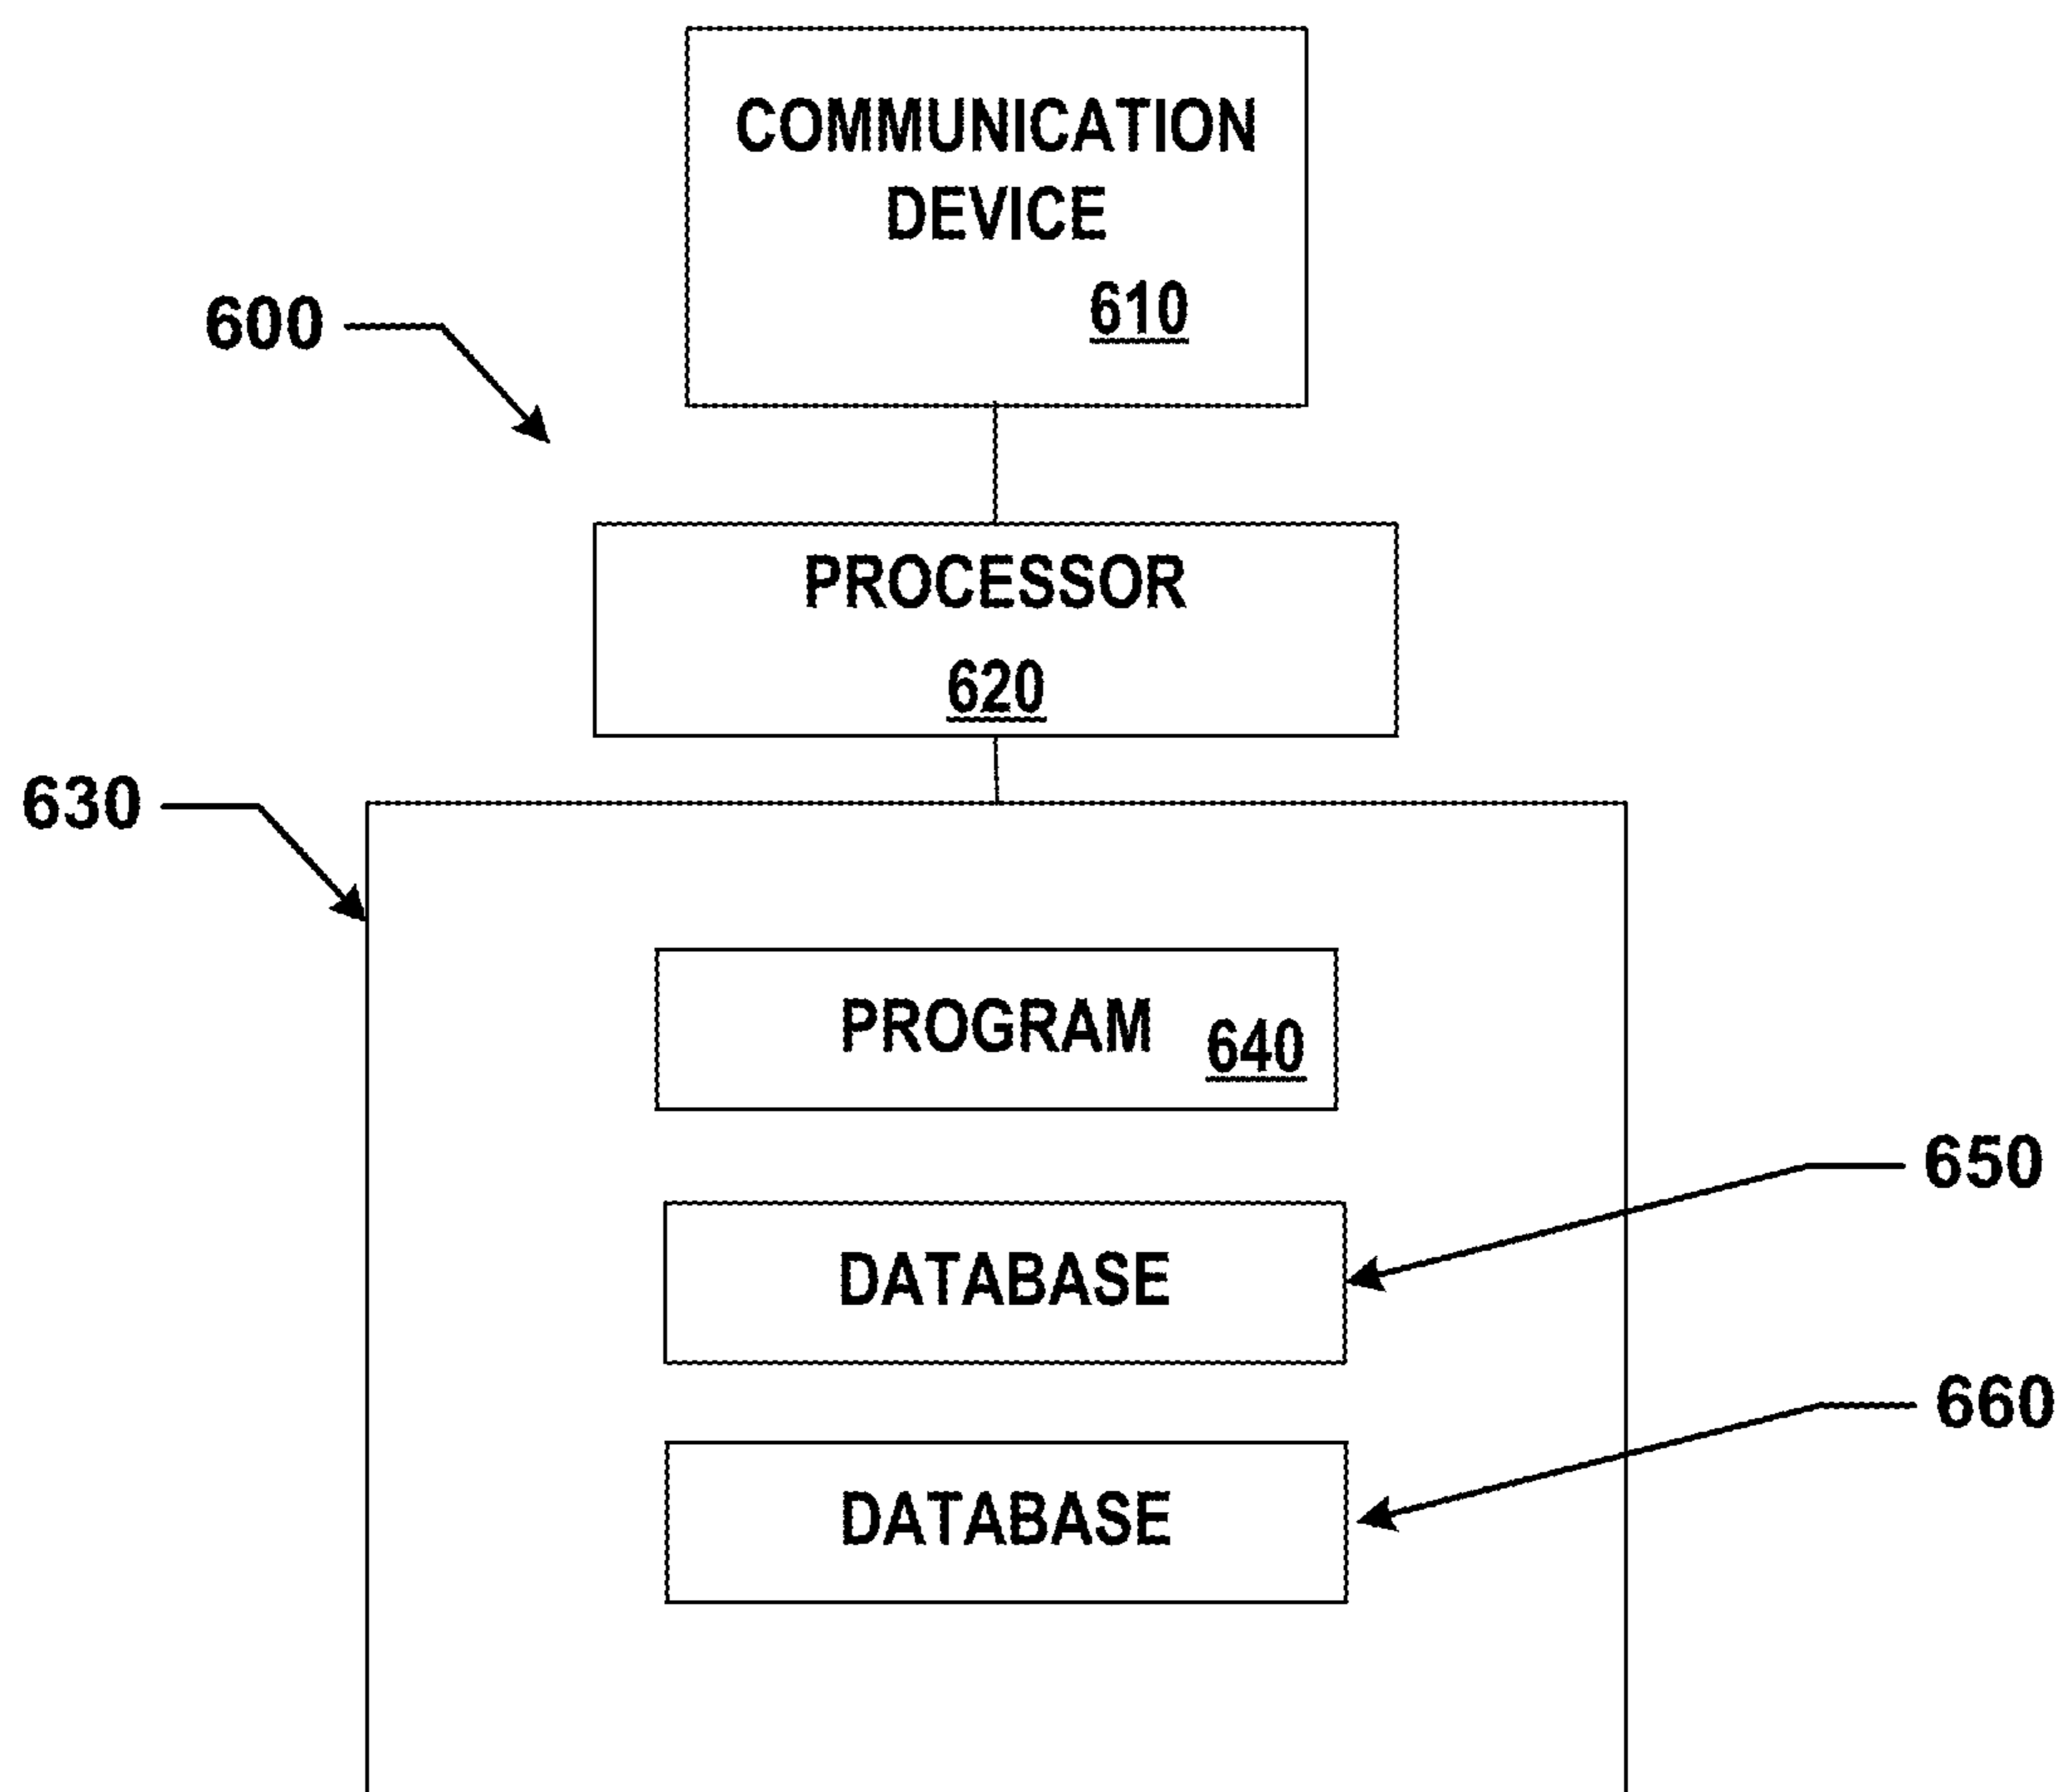 COMMUNICATION
DEVICE
610
600
PROCESSOR
620
630
PROGRAM 640
650
DATABASE
660
DATABASE